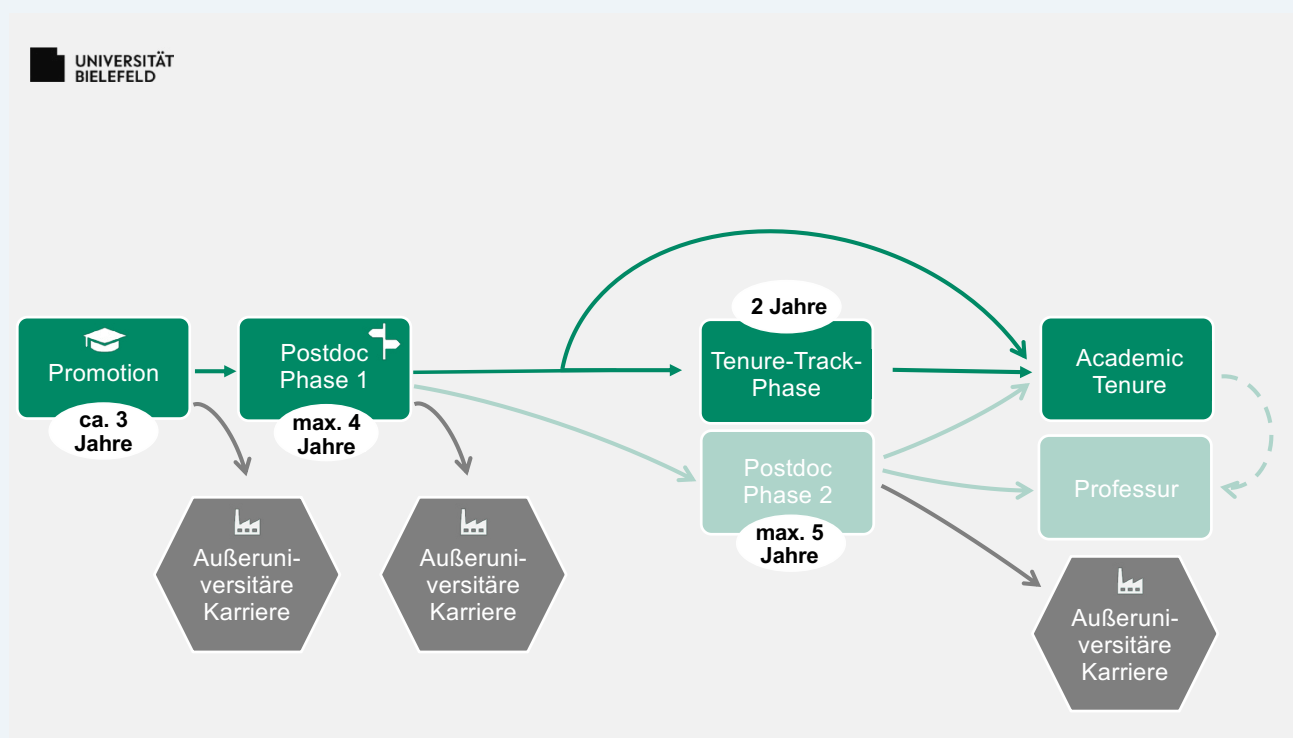 UNIVERSITÄT
BIELEFELD
2 Jahre
Promotion
ca. 3
Jahre
Postdoc
Phase 1
max. 4
Jahre
Tenure-Track-
Phase
Academic
Tenure
Postdoc
Phase 2
max. 5
Jahre
Professur
Außeruni-
versitäre
Karriere
Außeruni-
versitäre
Karriere
Außeruni-
versitäre
Karriere